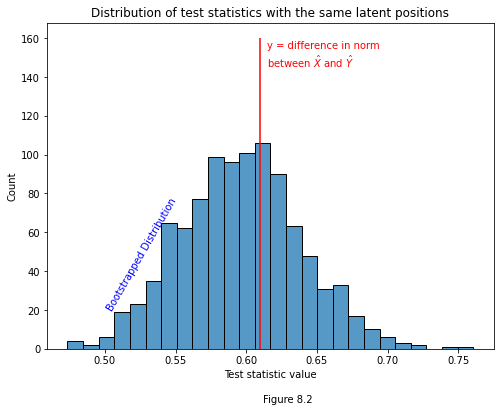 Distribution of test statistics with the same latent positions
160
140
120
100
80
60
40
20
0
Count
y = difference in norm
between $\hat{X}$ and $\hat{Y}$
Bootstrapped Distribution
0.50 0.55 0.60 0.65 0.70 0.75
Test statistic value
Figure 8.2